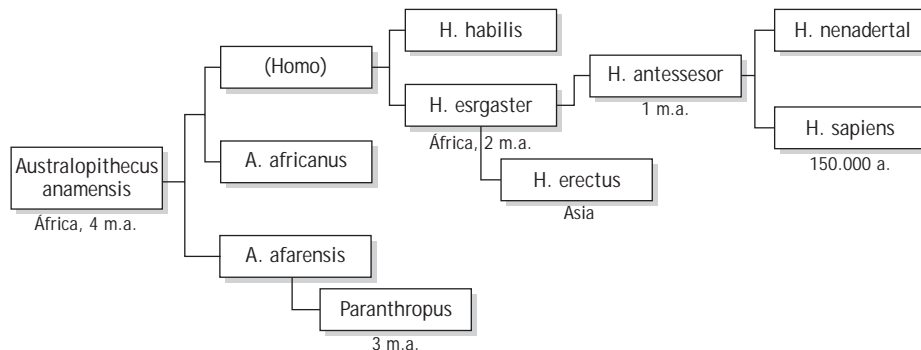 H. habilis
H. nenadertal
(Homo)
H. antessesor
1 m.a.
H. esrgaster
África, 2 m.a.
H. sapiens
150.000 a.
A. africanus
Australopithecus
anamensis
África, 4 m.a.
H. erectus
Asia
A. afarensis
Paranthropus
3 m.a.